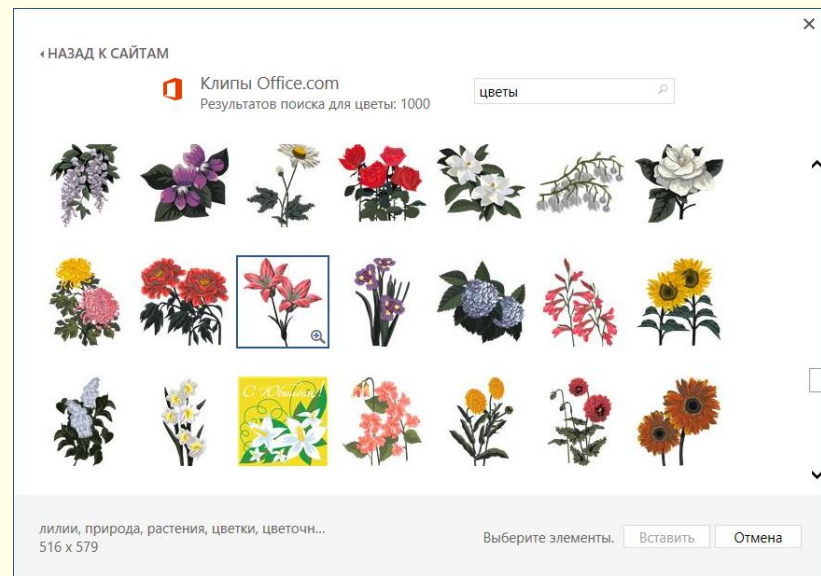 НАЗАД К САЙТАМ
Клипы Office.com
Результатов поиска для цветы: 1000
цветы
С Юбилеем!
лилии, природа, растения, цветки, цветочн...
516 x 579
Выберите элементы.
Вставить
Отмена